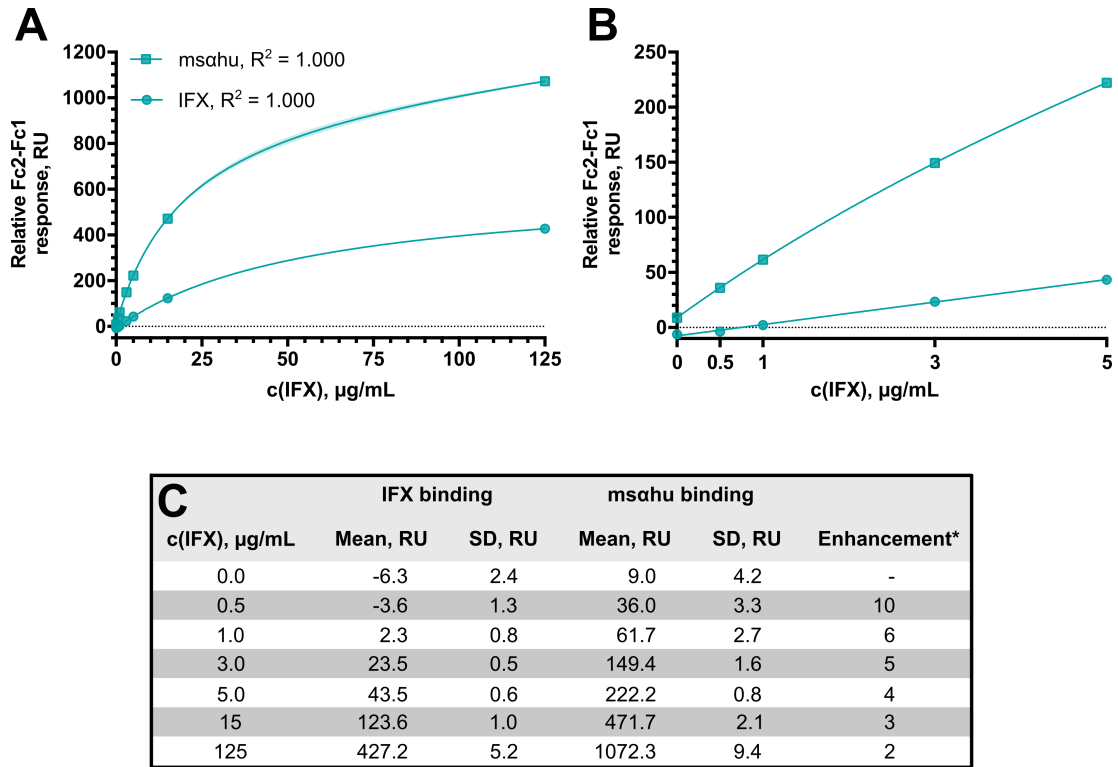 A
Relative Fc2-Fc1
response, RU
1200
1000
800
600
400
200
0
msαhu, R² = 1.000
IFX, R² = 1.000
0 25 50 75 100 125
c(IFX), µg/mL
B
Relative Fc2-Fc1
response, RU
250
200
150
100
50
0
0 0.5 1 3 5
c(IFX), µg/mL
C
IFX binding msαhu binding
c(IFX), µg/mL Mean, RU SD, RU Mean, RU SD, RU Enhancement*
0.0 -6.3 2.4 9.0 4.2 -
0.5 -3.6 1.3 36.0 3.3 10
1.0 2.3 0.8 61.7 2.7 6
3.0 23.5 0.5 149.4 1.6 5
5.0 43.5 0.6 222.2 0.8 4
15 123.6 1.0 471.7 2.1 3
125 427.2 5.2 1072.3 9.4 2